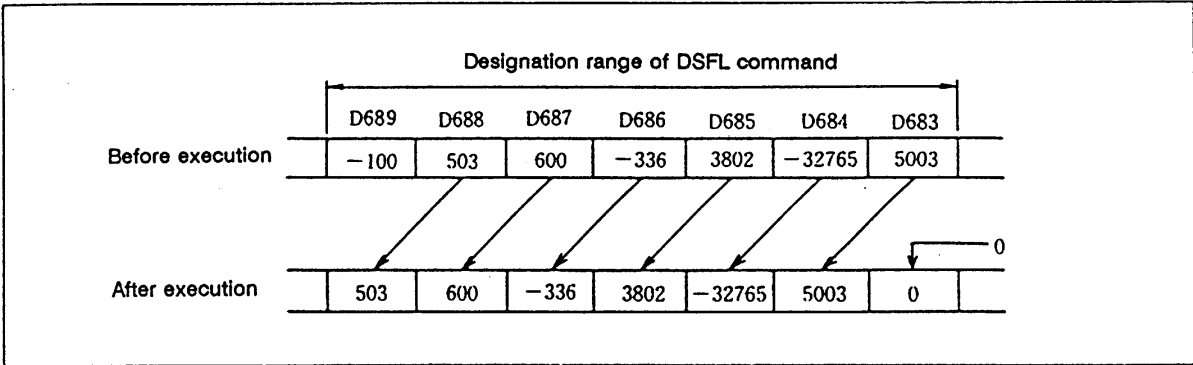 Designation range of DSFL command
D689 D688 D687 D686 D685 D684 D683
Before execution −100 503 600 −336 3802 −32765 5003
0
After execution 503 600 −336 3802 −32765 5003 0